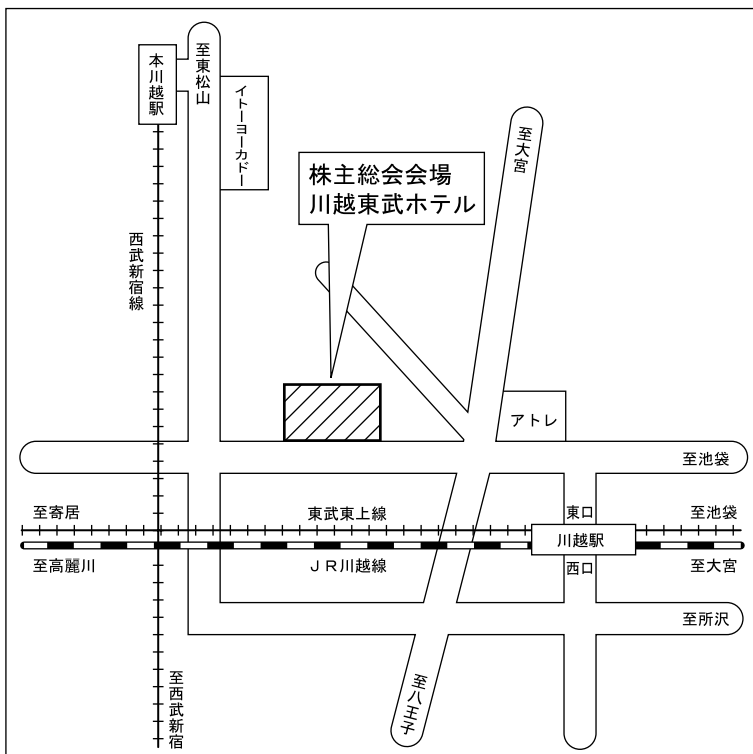 本川越駅
至東松山
イトーヨーカドー
至大宮
株主総会会場
川越東武ホテル
西武新宿線
アトレ
至池袋
至寄居
東武東上線
東口
至池袋
川越駅
至高麗川
ＪＲ川越線
西口
至大宮
至所沢
至西武新宿
至八王子